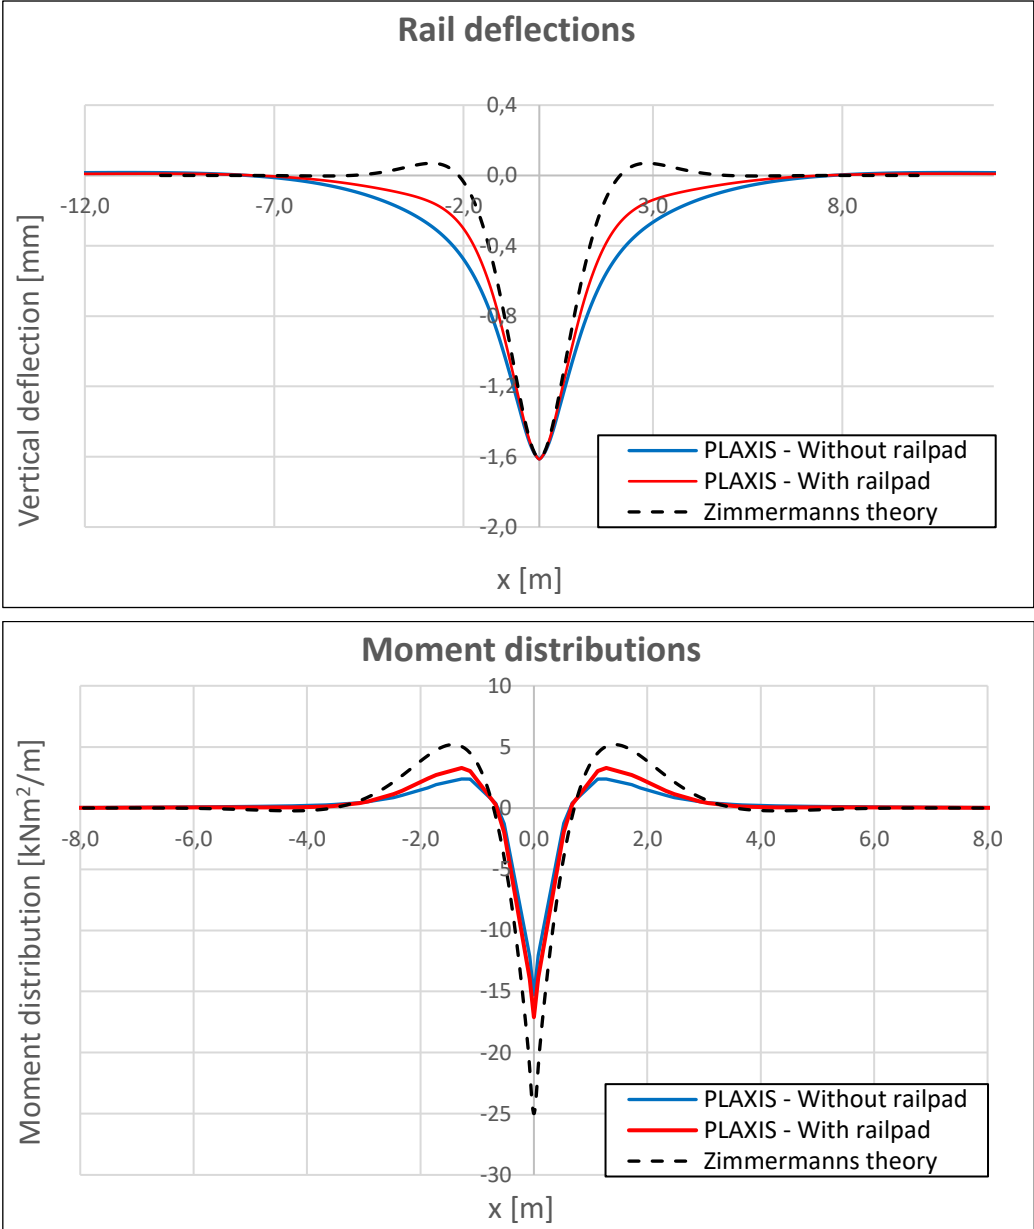 Rail deflections
0,4
0,0
-12,0 -7,0 -2,0 3,0 8,0
-0,4
-0,8
-1,2
-1,6
-2,0
Vertical deflection [mm]
x [m]
PLAXIS - Without railpad
PLAXIS - With railpad
Zimmermanns theory
Moment distributions
10
5
0
-8,0 -6,0 -4,0 -2,0 0,0 2,0 4,0 6,0 8,0
-5
-10
-15
-20
-25
-30
Moment distribution [kNm²/m]
x [m]
PLAXIS - Without railpad
PLAXIS - With railpad
Zimmermanns theory